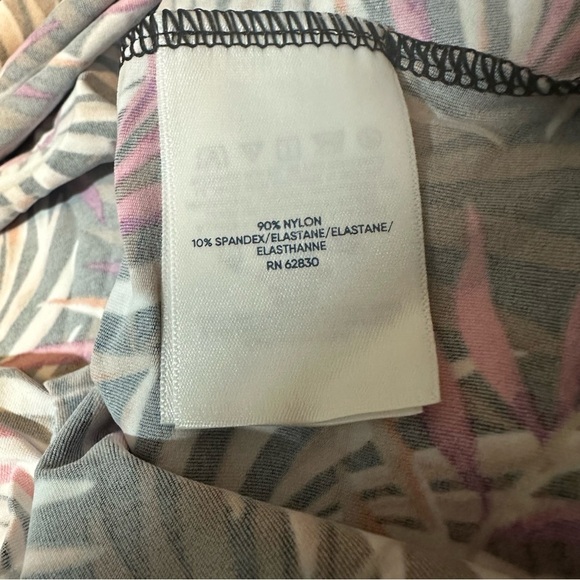 90% NYLON
10% SPANDEX/ELASTANE/ELASTANE/
ELASTHANNE
RN 62830